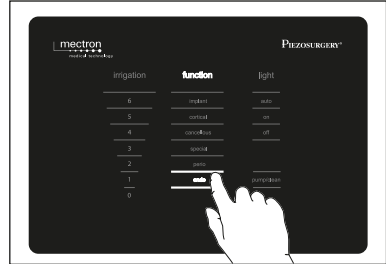 mectron
medical technology
PIEZOSURGERY®
irrigation function light
6 implant auto
5 cortical on
4 cancellous off
3 special
2 perio
1 endo pump/clean
0